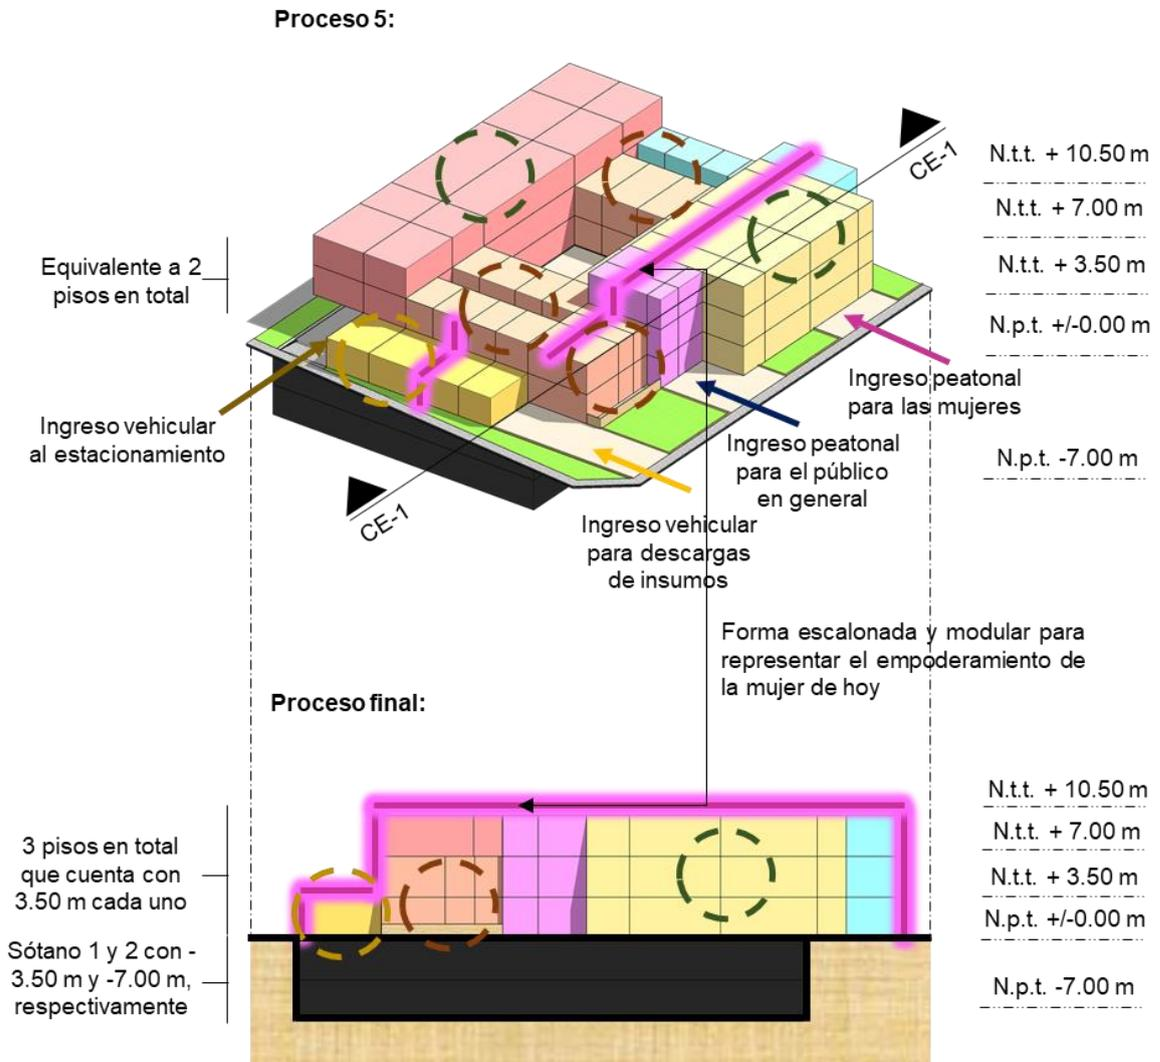 Proceso 5:
CE-1
N.t.t. + 10.50 m
N.t.t. + 7.00 m
N.t.t. + 3.50 m
N.p.t. +/-0.00 m
N.p.t. -7.00 m
Equivalente a 2
pisos en total
Ingreso vehicular
al estacionamiento
CE-1
Ingreso peatonal
para las mujeres
Ingreso peatonal
para el público
en general
Ingreso vehicular
para descargas
de insumos
Forma escalonada y modular para
representar el empoderamiento de
la mujer de hoy
Proceso final:
3 pisos en total
que cuenta con
3.50 m cada uno
Sótano 1 y 2 con -
3.50 m y -7.00 m,
respectivamente
N.t.t. + 10.50 m
N.t.t. + 7.00 m
N.t.t. + 3.50 m
N.p.t. +/-0.00 m
N.p.t. -7.00 m